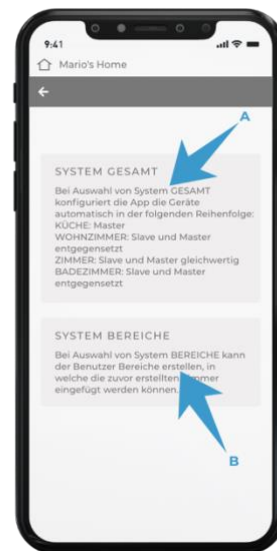 9:41
Mario's Home
A
SYSTEM GESAMT
Bei Auswahl von System GESAMT
konfiguriert die App die Geräte
automatisch in der folgenden Reihenfolge:
KÜCHE: Master
WOHNZIMMER: Slave und Master
entgegensetzt
ZIMMER: Slave und Master gleichwertig
BADEZIMMER: Slave und Master
entgegensetzt
SYSTEM BEREICHE
Bei Auswahl von System BEREICHE kann
der Benutzer Bereiche erstellen, in
welche die zuvor erstellten
eingefügt werden können.
B